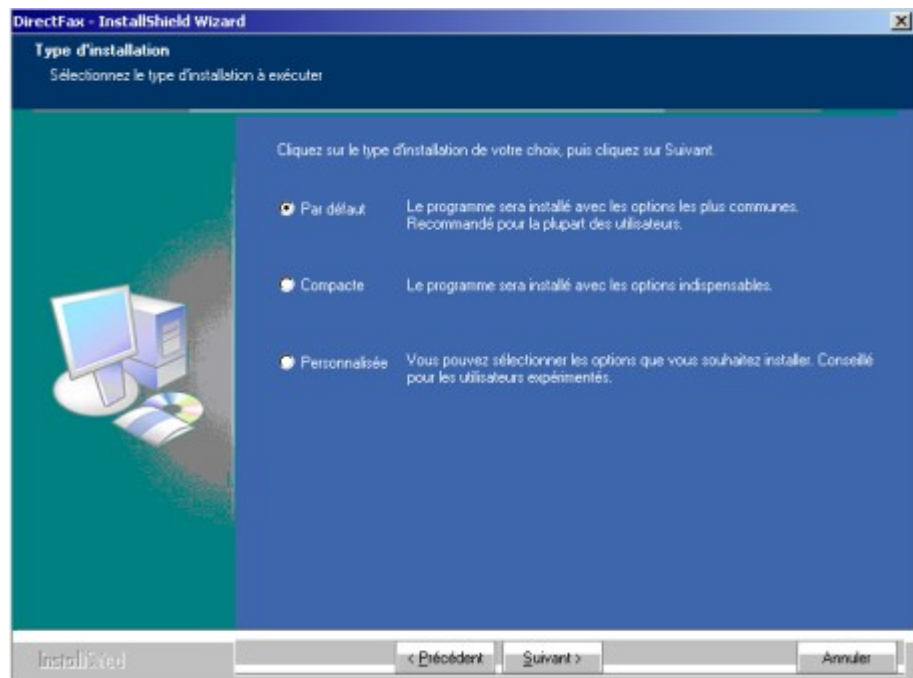 DirectFax - InstallShield Wizard
Type d'installation
Sélectionnez le type d'installation à exécuter
Cliquez sur le type d'installation de votre choix, puis cliquez sur Suivant.
Par défaut
Le programme sera installé avec les options les plus communes.
Recommandé pour la plupart des utilisateurs.
Compacte
Le programme sera installé avec les options indispensables.
Personnalisée
Vous pouvez sélectionner les options que vous souhaitez installer. Conseillé
pour les utilisateurs expérimentés.
< Précédent
Suivant >
Annuler